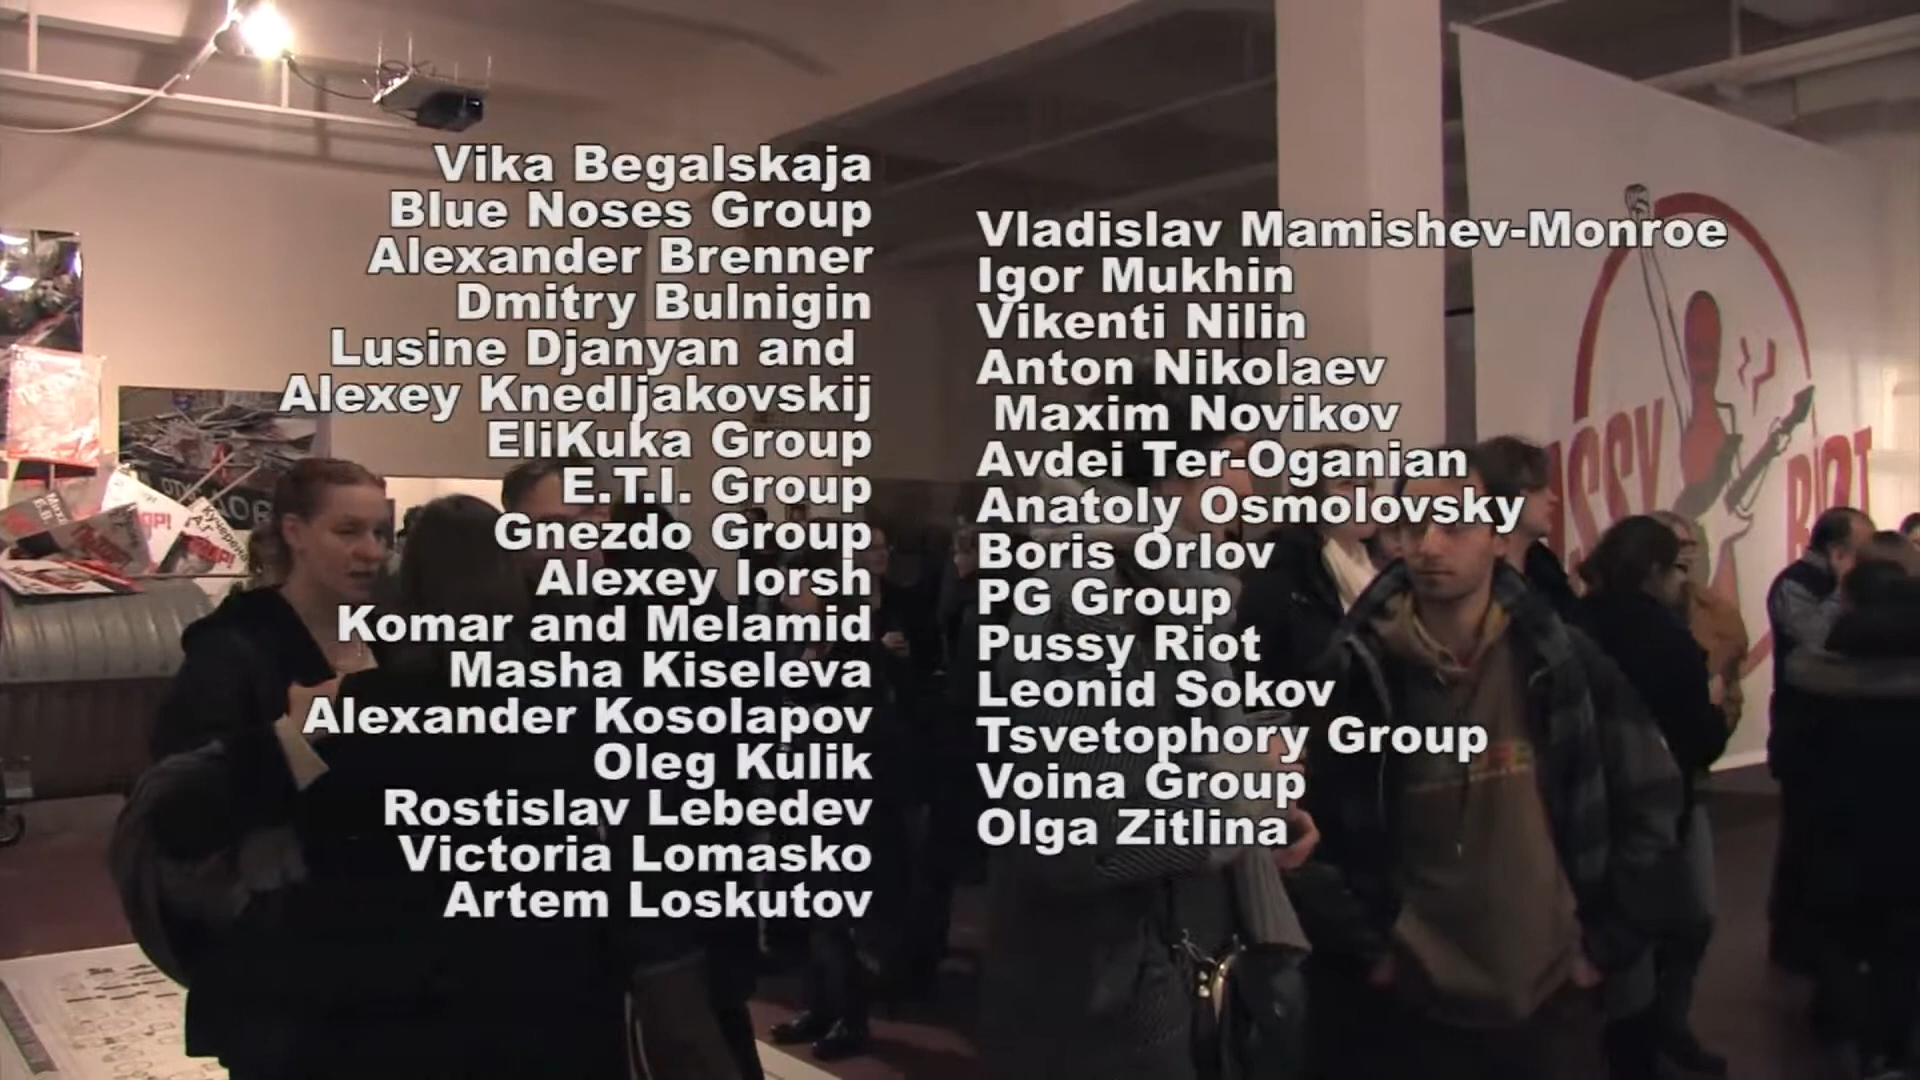 Vika Begalskaja
Blue Noses Group
Alexander Brenner
Dmitry Bulnigin
Lusine Djanyan and
Alexey Knedljakovskij
EliKuka Group
E.T.I. Group
Gnezdo Group
Alexey Iorsh
Komar and Melamid
Masha Kiseleva
Alexander Kosolapov
Oleg Kulik
Rostislav Lebedev
Victoria Lomasko
Artem Loskutov
Vladislav Mamishev-Monroe
Igor Mukhin
Vikenti Nilin
Anton Nikolaev
Maxim Novikov
Avdei Ter-Oganian
Anatoly Osmolovsky
Boris Orlov
PG Group
Pussy Riot
Leonid Sokov
Tsvetophory Group
Voina Group
Olga Zitlina
RIOT